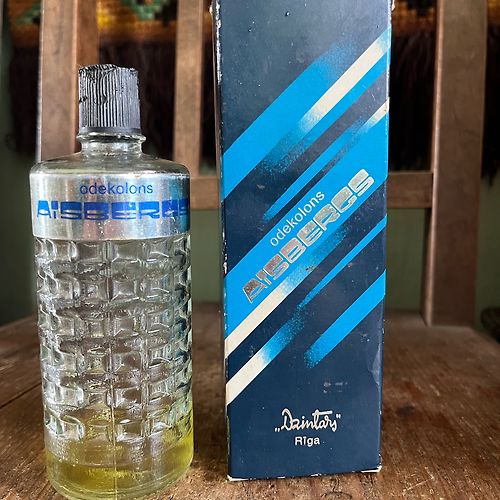 odekolons
AISBERGS
odekolons
AISBERGS
„Dzintars"
Rīga